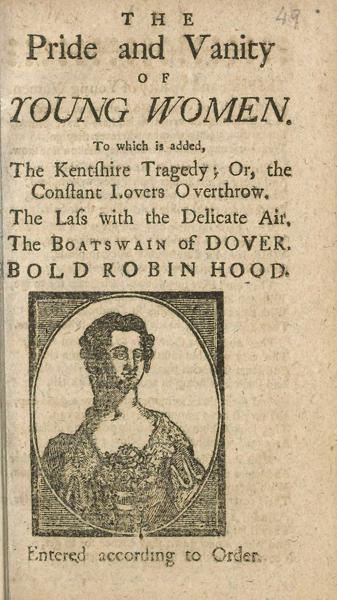 49
THE
Pride and Vanity
OF
YOUNG WOMEN.
To which is added,
The Kentſhire Tragedy; Or, the
Conſtant Lovers Overthrow.
The Laſs with the Delicate Air.
The BOATSWAIN of DOVER.
BOLD ROBIN HOOD.
Entered according to Order.